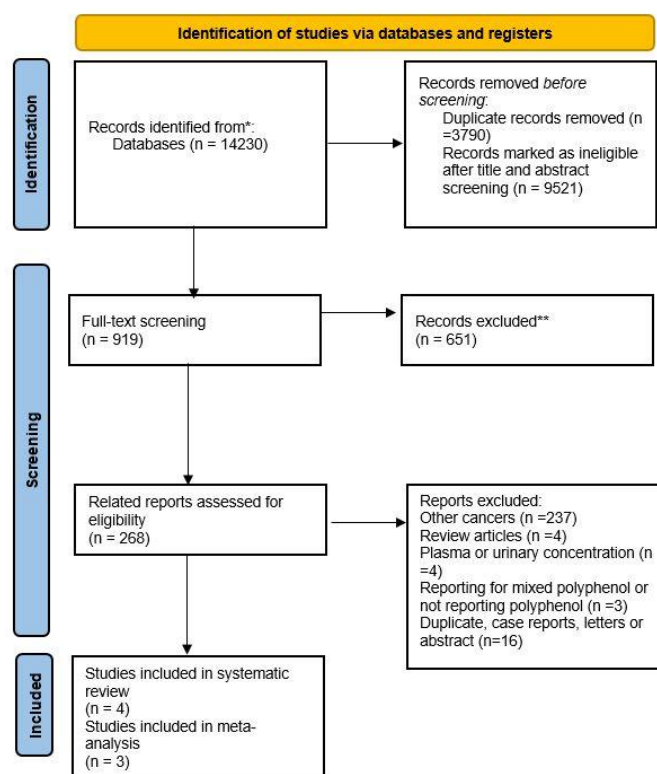 Identification of studies via databases and registers
Identification
Records identified from*:
Databases (n = 14230)
Records removed before
screening:
Duplicate records removed (n
=3790)
Records marked as ineligible
after title and abstract
screening (n = 9521)
Screening
Full-text screening
(n = 919)
Records excluded**
(n = 651)
Related reports assessed for
eligibility
(n = 268)
Reports excluded:
Other cancers (n =237)
Review articles (n =4)
Plasma or urinary concentration (n
=4)
Reporting for mixed polyphenol or
not reporting polyphenol (n =3)
Duplicate, case reports, letters or
abstract (n=16)
Included
Studies included in systematic
review
(n = 4)
Studies included in meta-
analysis
(n = 3)